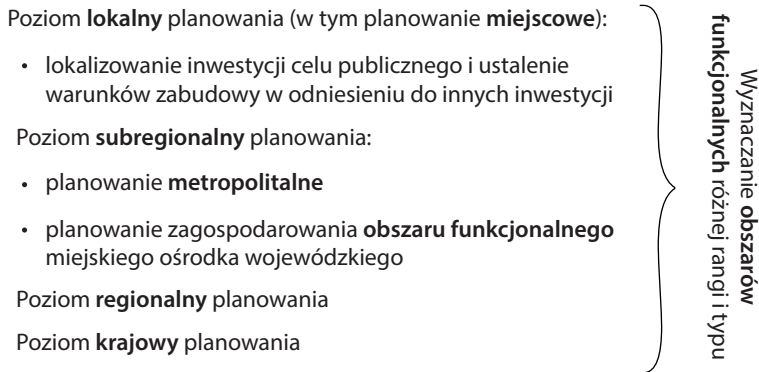 Poziom lokalny planowania (w tym planowanie miejscowe):
• lokalizowanie inwestycji celu publicznego i ustalenie
warunków zabudowy w odniesieniu do innych inwestycji
Poziom subregionalny planowania:
• planowanie metropolitalne
• planowanie zagospodarowania obszaru funkcjonalnego
miejskiego ośrodka wojewódzkiego
Poziom regionalny planowania
Poziom krajowy planowania
Wyznaczanie obszarów
funkcjonalnych różnej rangi i typu